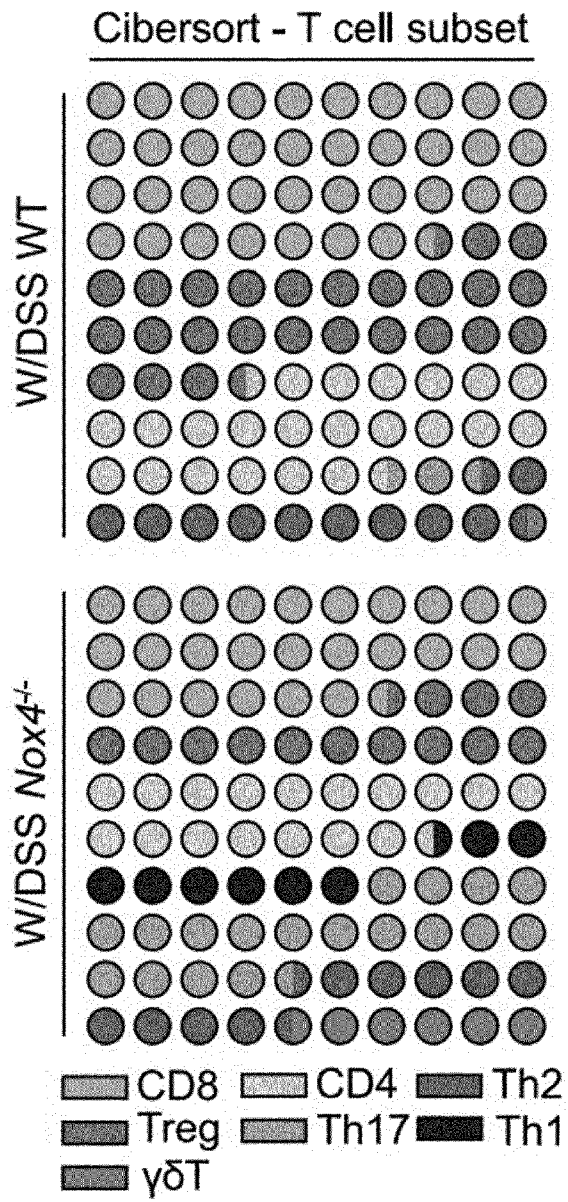 Cibersort - T cell subset
W/DSS WT
W/DSS Nox4-/-
CD8 CD4 Th2
Treg Th17 Th1
γδT